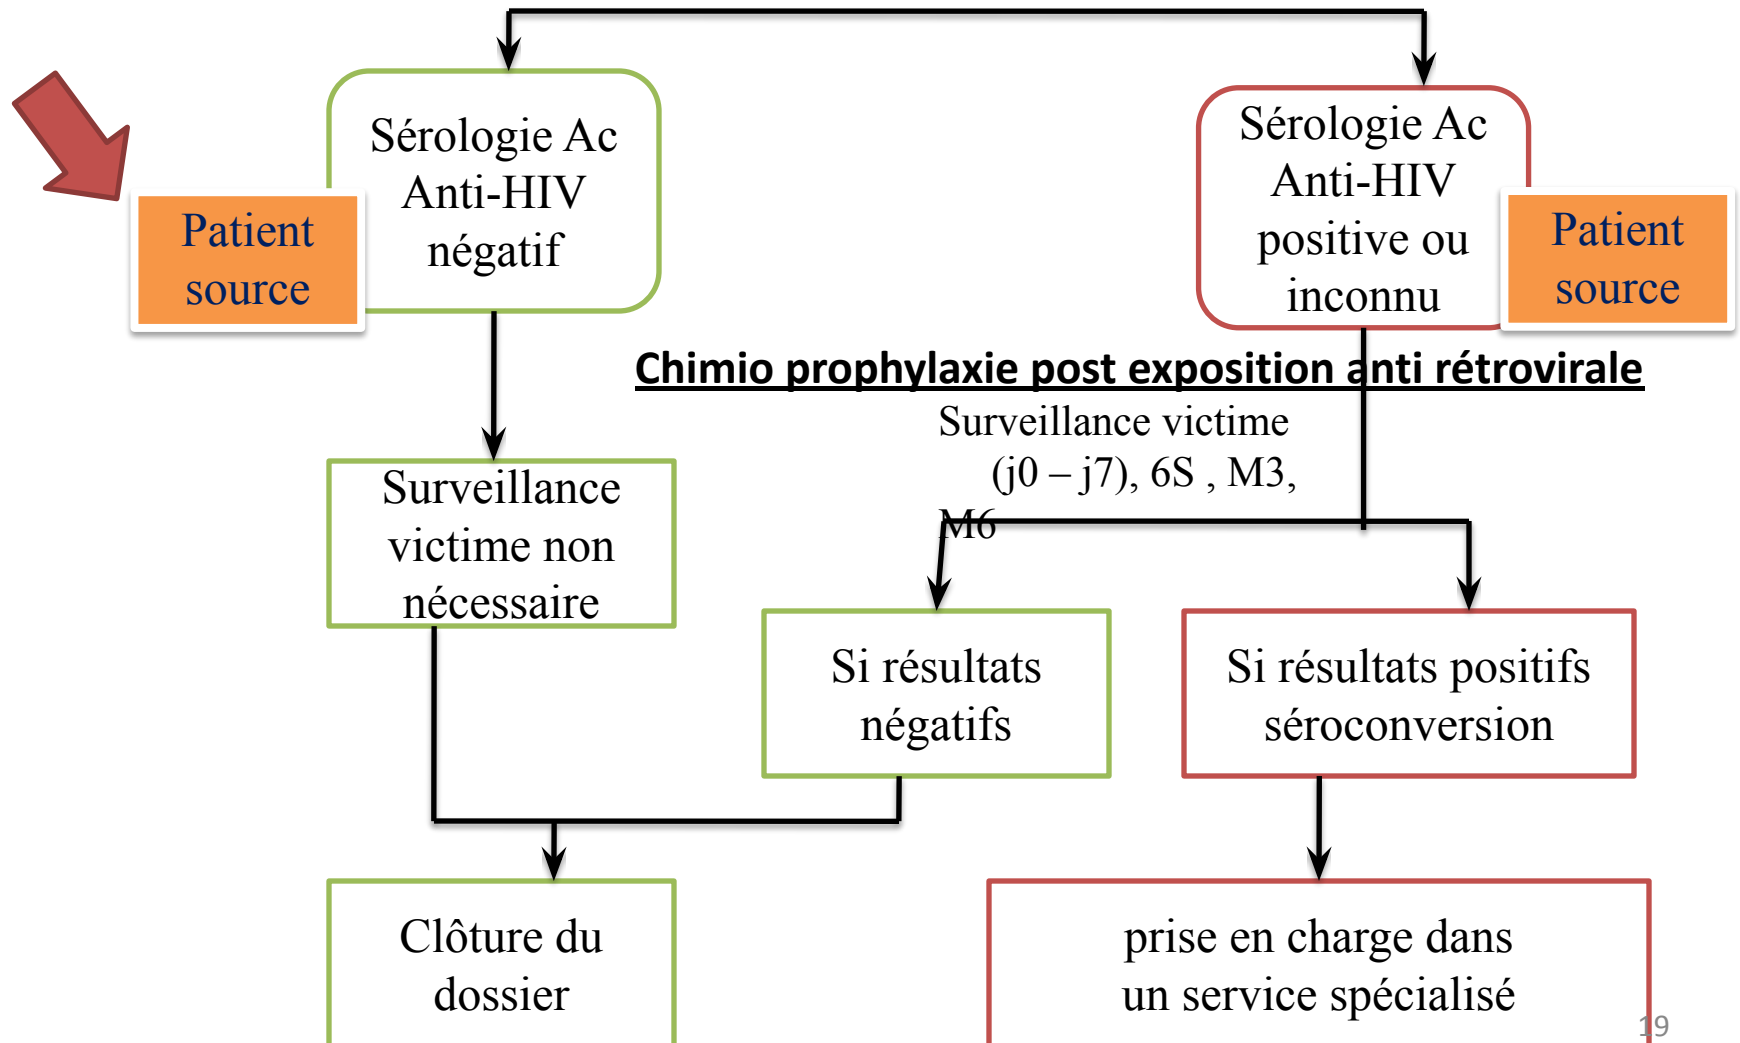 Sérologie Ac
Anti-HIV
négatif
Patient
source
Sérologie Ac
Anti-HIV
positive ou
inconnu
Patient
source
Chimio prophylaxie post exposition anti rétrovirale
Surveillance victime
(j0 – j7), 6S , M3,
M6
Surveillance
victime non
nécessaire
Si résultats
négatifs
Si résultats positifs
séroconversion
Clôture du
dossier
prise en charge dans
un service spécialisé
19